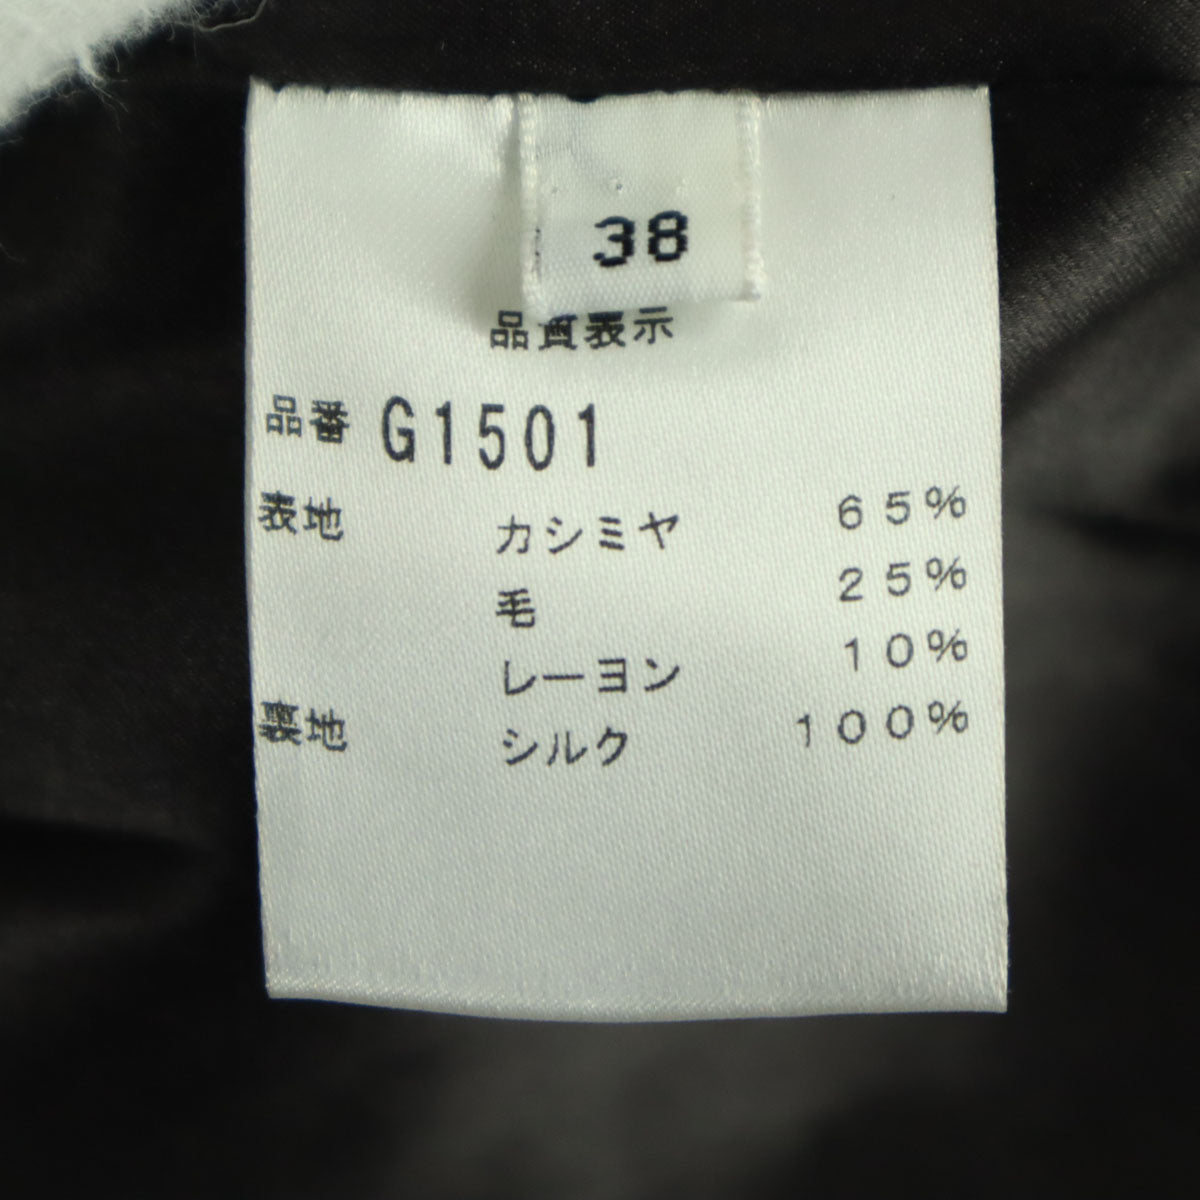 38
品質表示
品番 G1501
表地 カシミヤ 65%
毛 25%
レーヨン 10%
裏地 シルク 100%